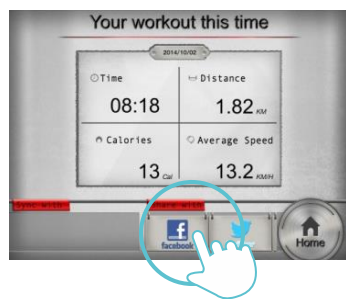 Your workout this time
2014/10/02
Time
Distance
08:18
1.82 KM
Calories
Average Speed
13 Cal
13.2 KM/H
Sync with
Share with
facebook
Home